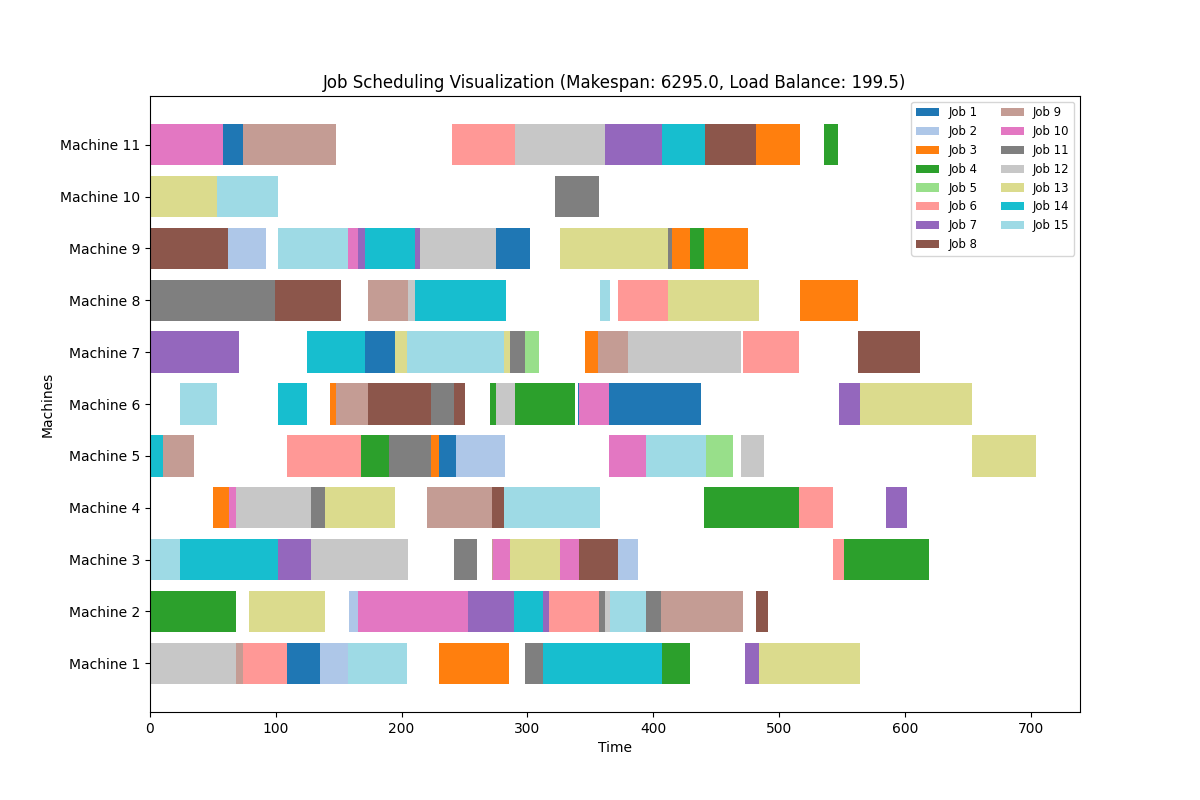 Job Scheduling Visualization (Makespan: 6295.0, Load Balance: 199.5)
Machine 11
Machine 10
Machine 9
Machine 8
Machine 7
Machine 6
Machine 5
Machine 4
Machine 3
Machine 2
Machine 1
Machines
0 100 200 300 400 500 600 700
Time
Job 1
Job 2
Job 3
Job 4
Job 5
Job 6
Job 7
Job 8
Job 9
Job 10
Job 11
Job 12
Job 13
Job 14
Job 15